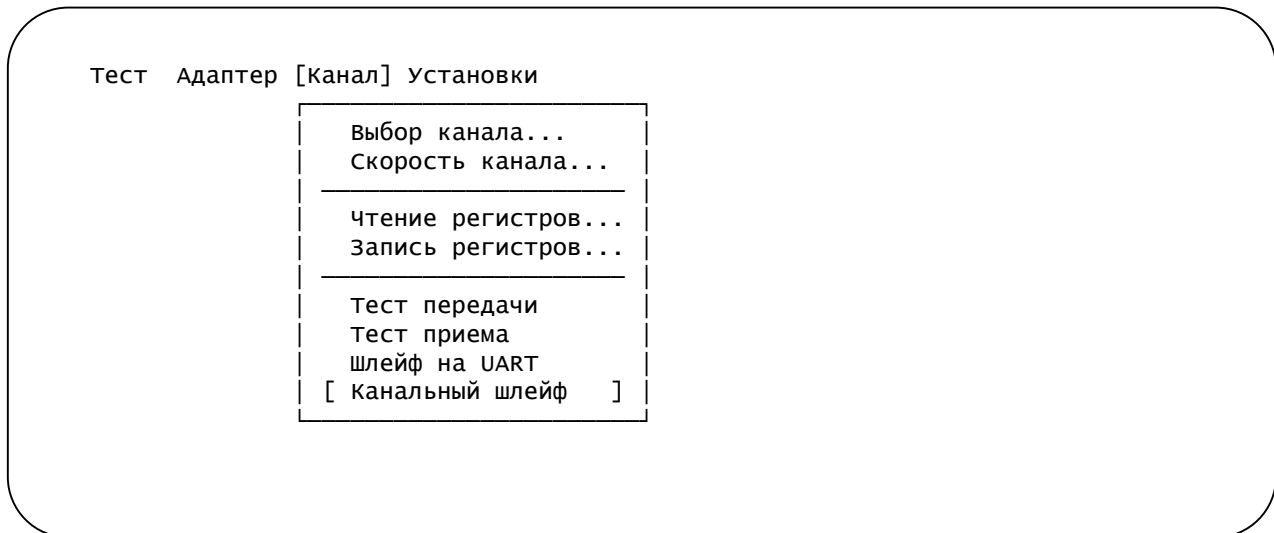 Тест Адаптер [Канал] Установки
Выбор канала...
Скорость канала...
Чтение регистров...
Запись регистров...
Тест передачи
Тест приема
Шлейф на UART
[ Канальный шлейф ]